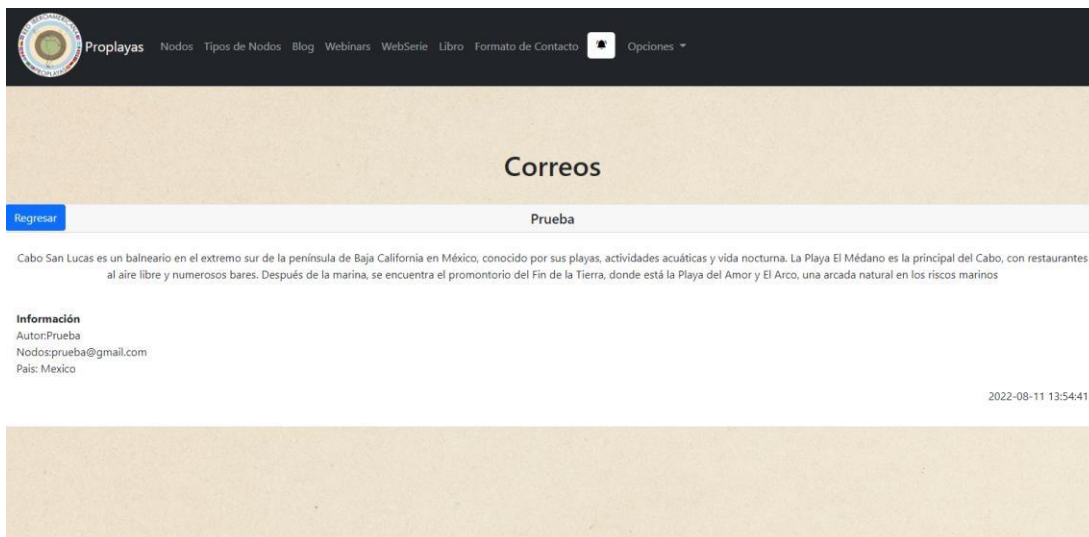 RED IBEROAMERICANA
PROPLAYAS
Proplayas Nodos Tipos de Nodos Blog Webinars WebSerie Libro Formato de Contacto Opciones
Correos
Regresar Prueba
Cabo San Lucas es un balneario en el extremo sur de la península de Baja California en México, conocido por sus playas, actividades acuáticas y vida nocturna. La Playa El Médano es la principal del Cabo, con restaurantes
al aire libre y numerosos bares. Después de la marina, se encuentra el promontorio del Fin de la Tierra, donde está la Playa del Amor y El Arco, una arcada natural en los riscos marinos
Información
Autor:Prueba
Nodos:prueba@gmail.com
Pais: Mexico
2022-08-11 13:54:41